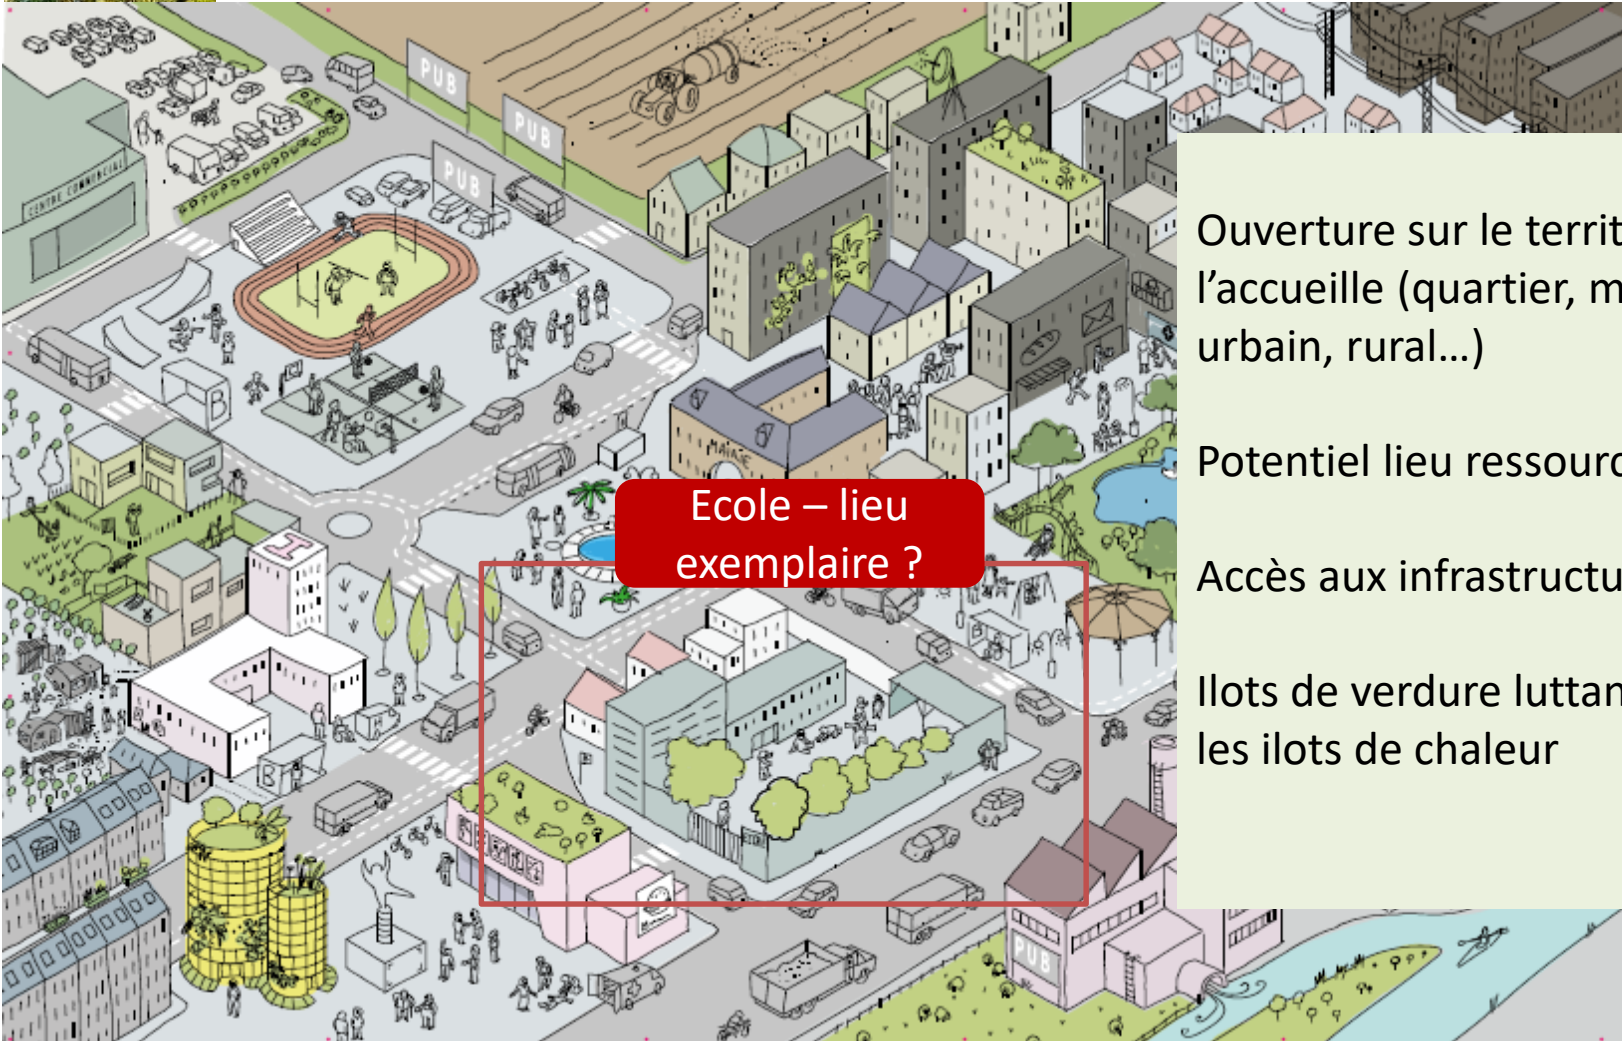 PUB
PUB
PUB
CENTRE COMMERCIAL
B
MAIRIE
Ecole – lieu
exemplaire ?
H
B
PUB
Ouverture sur le territ
l’accueille (quartier, m
urbain, rural…)
Potentiel lieu ressourc
Accès aux infrastructu
Ilots de verdure luttan
les ilots de chaleur